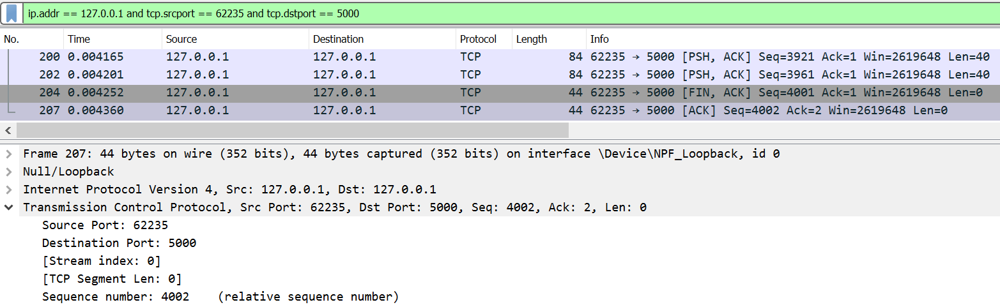 ip.addr == 127.0.0.1 and tcp.srcport == 62235 and tcp.dstport == 5000
No. Time Source Destination Protocol Length Info
200 0.004165 127.0.0.1 127.0.0.1 TCP 84 62235 → 5000 [PSH, ACK] Seq=3921 Ack=1 Win=2619648 Len=40
202 0.004201 127.0.0.1 127.0.0.1 TCP 84 62235 → 5000 [PSH, ACK] Seq=3961 Ack=1 Win=2619648 Len=40
204 0.004252 127.0.0.1 127.0.0.1 TCP 44 62235 → 5000 [FIN, ACK] Seq=4001 Ack=1 Win=2619648 Len=0
207 0.004360 127.0.0.1 127.0.0.1 TCP 44 62235 → 5000 [ACK] Seq=4002 Ack=2 Win=2619648 Len=0
Frame 207: 44 bytes on wire (352 bits), 44 bytes captured (352 bits) on interface \Device\NPF_Loopback, id 0
Null/Loopback
Internet Protocol Version 4, Src: 127.0.0.1, Dst: 127.0.0.1
Transmission Control Protocol, Src Port: 62235, Dst Port: 5000, Seq: 4002, Ack: 2, Len: 0
Source Port: 62235
Destination Port: 5000
[Stream index: 0]
[TCP Segment Len: 0]
Sequence number: 4002 (relative sequence number)